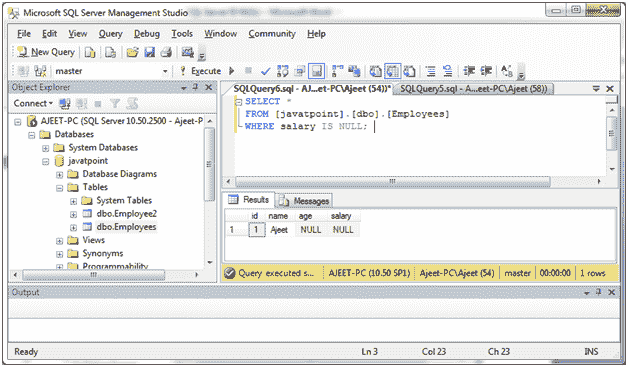 Microsoft SQL Server Management Studio
File Edit View Query Debug Tools Window Community Help
New Query
master Execute
Object Explorer
Connect
AJEET-PC (SQL Server 10.50.2500 - Ajeet-P
Databases
System Databases
javatpoint
Database Diagrams
Tables
System Tables
dbo.Employee2
dbo.Employees
Views
Synonyms
Programmability
SQLQuery6.sql - AJ...et-PC\Ajeet (54))* SQLQuery5.sql - A...eet-PC\Ajeet (58))
SELECT *
FROM [javatpoint].[dbo].[Employees]
WHERE salary IS NULL;
Results Messages
id name age salary
1 1 Ajeet NULL NULL
Query executed s... AJEET-PC (10.50 SP1) Ajeet-PC\Ajeet (54) master 00:00:00 1 rows
Output
Ready Ln 3 Col 23 Ch 23 INS